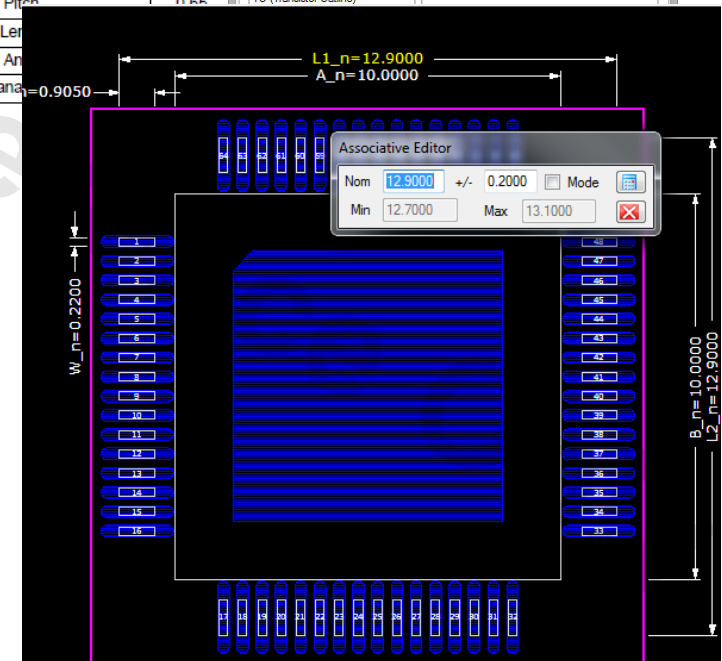 Pitch
L1_n=12.9000
A_n=10.0000
n=0.9050
Associative Editor
Nom 12.9000 +/- 0.2000 Mode
Min 12.7000 Max 13.1000
64 63 62 61 60 59
W_n=0.2200
1 48
2 47
3 46
4 45
5 44
6 43
7 42
8 41
9 40
10 39
11 38
12 37
13 36
14 35
15 34
16 33
B_n=10.0000
L2_n=12.9000
17 18 19 20 21 22 23 24 25 26 27 28 29 30 31 32